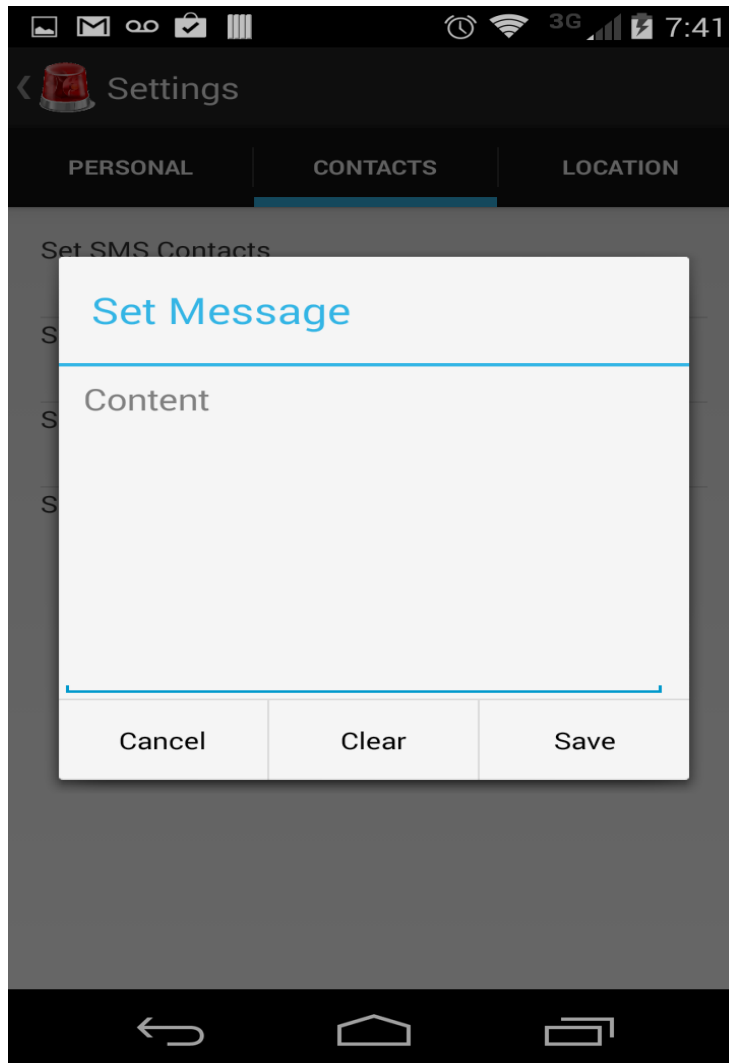 3G 7:41
Settings
PERSONAL CONTACTS LOCATION
Set SMS Contacts
Set Message
S
Content
S
S
Cancel Clear Save